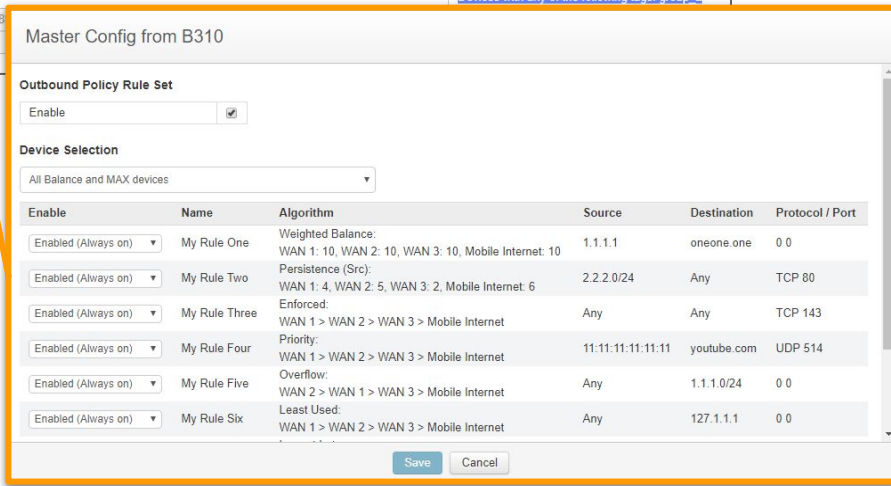 Master Config from B310
Outbound Policy Rule Set
Enable
Device Selection
All Balance and MAX devices
Enable Name Algorithm Source Destination Protocol / Port
Enabled (Always on) My Rule One Weighted Balance: 1.1.1.1 oneone.one 0 0
WAN 1: 10, WAN 2: 10, WAN 3: 10, Mobile Internet: 10
Enabled (Always on) My Rule Two Persistence (Src): 2.2.2.0/24 Any TCP 80
WAN 1: 4, WAN 2: 5, WAN 3: 2, Mobile Internet: 6
Enabled (Always on) My Rule Three Enforced: Any Any TCP 143
WAN 1 > WAN 2 > WAN 3 > Mobile Internet
Enabled (Always on) My Rule Four Priority: 11:11:11:11:11:11 youtube.com UDP 514
WAN 1 > WAN 2 > WAN 3 > Mobile Internet
Enabled (Always on) My Rule Five Overflow: Any 1.1.1.0/24 0 0
WAN 2 > WAN 1 > WAN 3 > Mobile Internet
Enabled (Always on) My Rule Six Least Used: Any 127.1.1.1 0 0
WAN 1 > WAN 2 > WAN 3 > Mobile Internet
Save Cancel